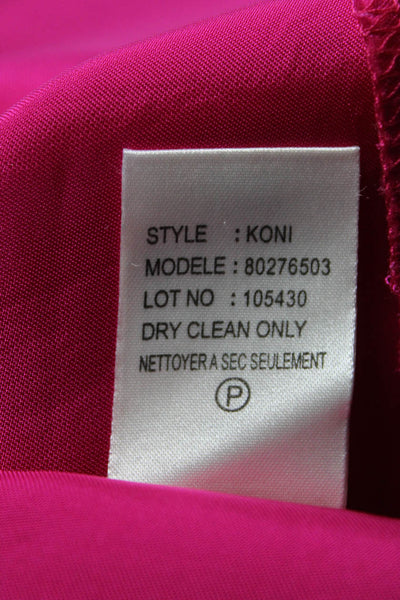 STYLE : KONI
MODELE : 80276503
LOT NO : 105430
DRY CLEAN ONLY
NETTOYER A SEC SEULEMENT
P